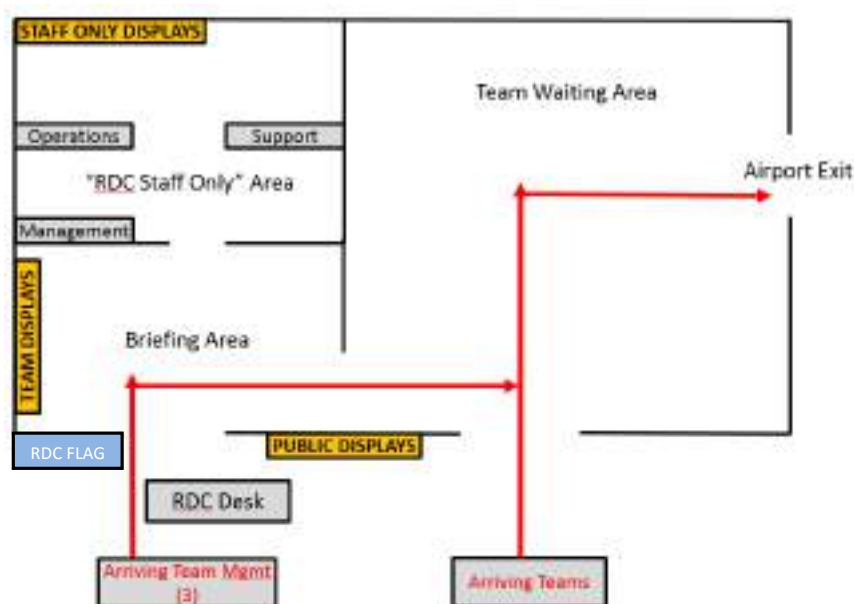 STAFF ONLY DISPLAYS
Team Waiting Area
Operations
Support
"RDC Staff Only" Area
Airport Exit
Management
TEAM DISPLAYS
Briefing Area
PUBLIC DISPLAYS
RDC FLAG
RDC Desk
Arriving Team Mgmt
(3)
Arriving Teams